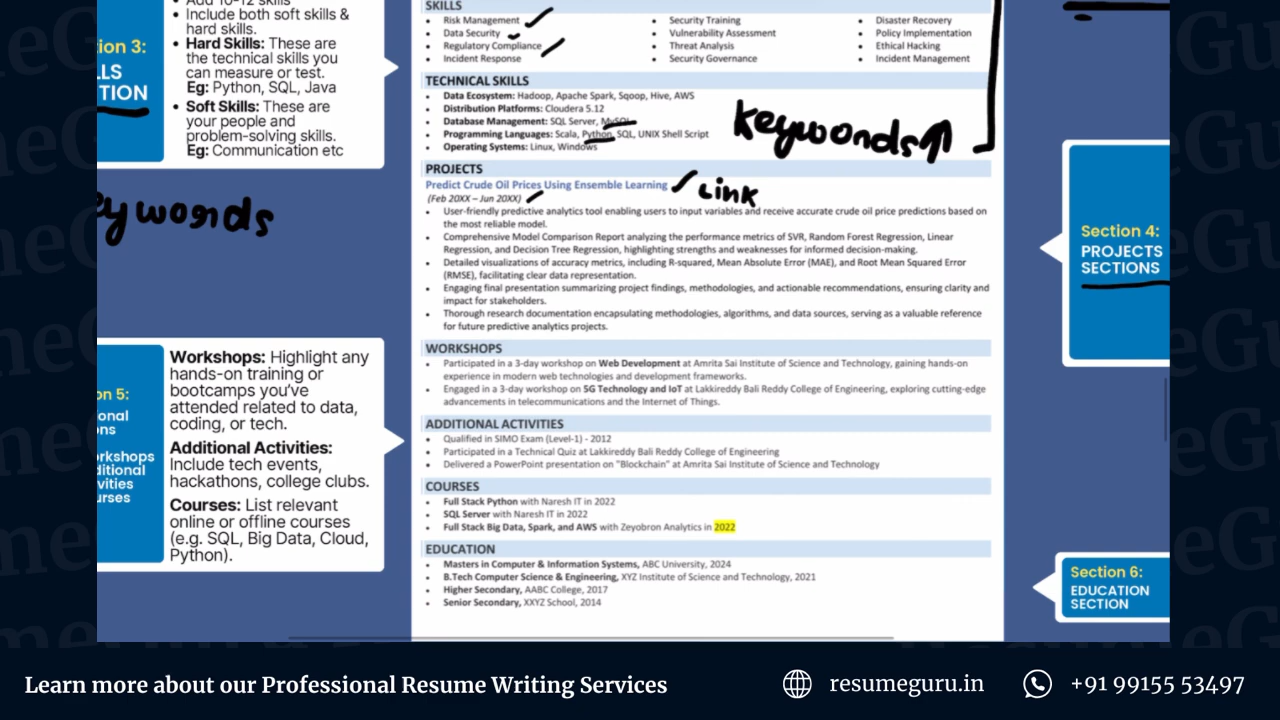 Add 10-12 skills
Include both soft skills &
hard skills.
Hard Skills: These are
the technical skills you
can measure or test.
Eg: Python, SQL, Java
Soft Skills: These are
your people and
problem-solving skills.
Eg: Communication etc
tion 3:
LLS
TION
eywords
on 5:
onal
ons
orkshops
ditional
vities
urses
Workshops: Highlight any
hands-on training or
bootcamps you've
attended related to data,
coding, or tech.
Additional Activities:
Include tech events,
hackathons, college clubs.
Courses: List relevant
online or offline courses
(e.g. SQL, Big Data, Cloud,
Python).
SKILLS
• Risk Management
• Data Security
• Regulatory Compliance
• Incident Response
• Security Training
• Vulnerability Assessment
• Threat Analysis
• Security Governance
• Disaster Recovery
• Policy Implementation
• Ethical Hacking
• Incident Management
TECHNICAL SKILLS
• Data Ecosystem: Hadoop, Apache Spark, Sqoop, Hive, AWS
• Distribution Platforms: Cloudera 5.12
• Database Management: SQL Server, MySQL
• Programming Languages: Scala, Python, SQL, UNIX Shell Script
• Operating Systems: Linux, Windows
keywords
PROJECTS
Predict Crude Oil Prices Using Ensemble Learning
Link
(Feb 20XX – Jun 20XX)
• User-friendly predictive analytics tool enabling users to input variables and receive accurate crude oil price predictions based on
the most reliable model.
• Comprehensive Model Comparison Report analyzing the performance metrics of SVR, Random Forest Regression, Linear
Regression, and Decision Tree Regression, highlighting strengths and weaknesses for informed decision-making.
• Detailed visualizations of accuracy metrics, including R-squared, Mean Absolute Error (MAE), and Root Mean Squared Error
(RMSE), facilitating clear data representation.
• Engaging final presentation summarizing project findings, methodologies, and actionable recommendations, ensuring clarity and
impact for stakeholders.
• Thorough research documentation encapsulating methodologies, algorithms, and data sources, serving as a valuable reference
for future predictive analytics projects.
WORKSHOPS
• Participated in a 3-day workshop on Web Development at Amrita Sai Institute of Science and Technology, gaining hands-on
experience in modern web technologies and development frameworks.
• Engaged in a 3-day workshop on 5G Technology and IoT at Lakkireddy Bali Reddy College of Engineering, exploring cutting-edge
advancements in telecommunications and the Internet of Things.
ADDITIONAL ACTIVITIES
• Qualified in SIMO Exam (Level-1) - 2012
• Participated in a Technical Quiz at Lakkireddy Bali Reddy College of Engineering
• Delivered a PowerPoint presentation on "Blockchain" at Amrita Sai Institute of Science and Technology
COURSES
• Full Stack Python with Naresh IT in 2022
• SQL Server with Naresh IT in 2022
• Full Stack Big Data, Spark, and AWS with Zeyobron Analytics in 2022
EDUCATION
• Masters in Computer & Information Systems, ABC University, 2024
• B.Tech Computer Science & Engineering, XYZ Institute of Science and Technology, 2021
• Higher Secondary, AABC College, 2017
• Senior Secondary, XXYZ School, 2014
Section 4:
PROJECTS
SECTIONS
Section 6:
EDUCATION
SECTION
Learn more about our Professional Resume Writing Services
resumeguru.in
+91 99155 53497